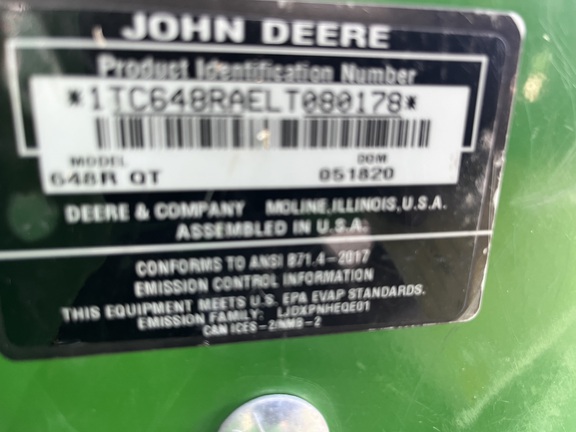 JOHN DEERE
Product Identification Number
*1TC648RAELT080178*
MODEL DOM
648R QT 051820
DEERE & COMPANY MOLINE, ILLINOIS, U.S.A.
ASSEMBLED IN U.S.A.
CONFORMS TO ANSI B71.4-2017
EMISSION CONTROL INFORMATION
THIS EQUIPMENT MEETS U.S. EPA EVAP STANDARDS.
EMISSION FAMILY: LJDXPNHEQE01
CAN ICES-2/NMB-2